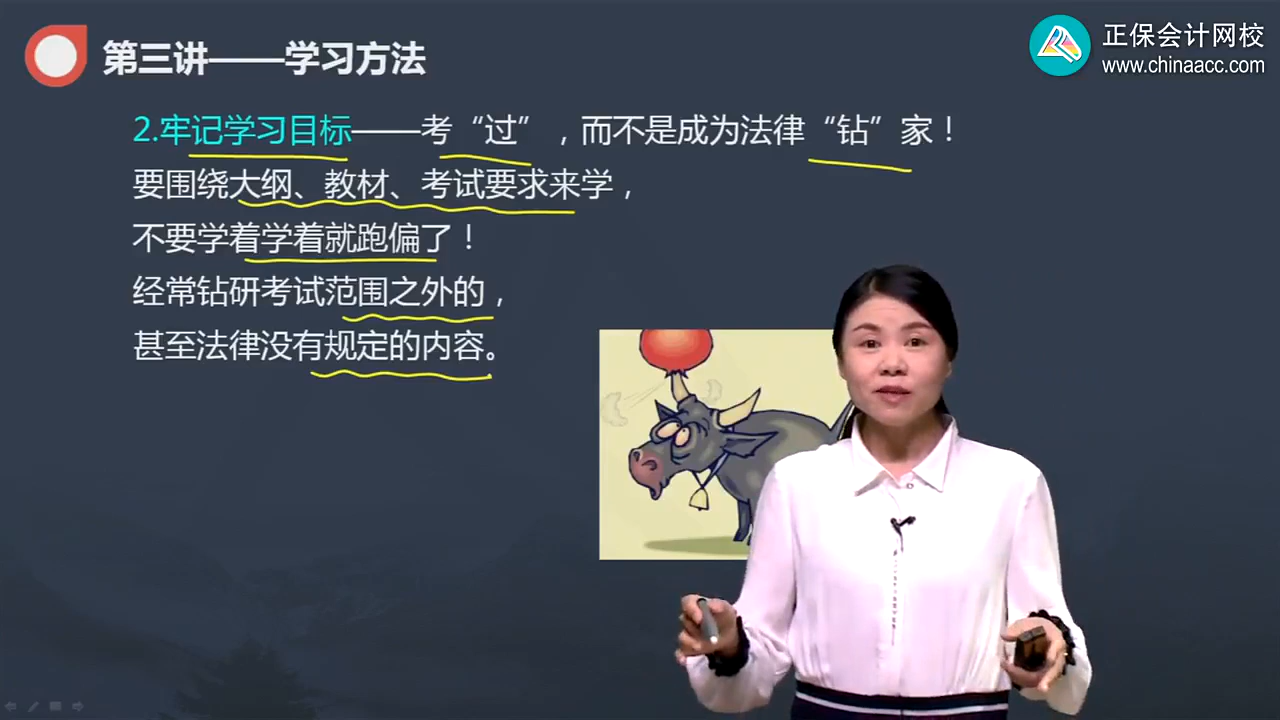 第三讲——学习方法
正保会计网校
www.chinaacc.com
2.牢记学习目标——考“过”，而不是成为法律“钻”家！
要围绕大纲、教材、考试要求来学，
不要学着学着就跑偏了！
经常钻研考试范围之外的，
甚至法律没有规定的内容。